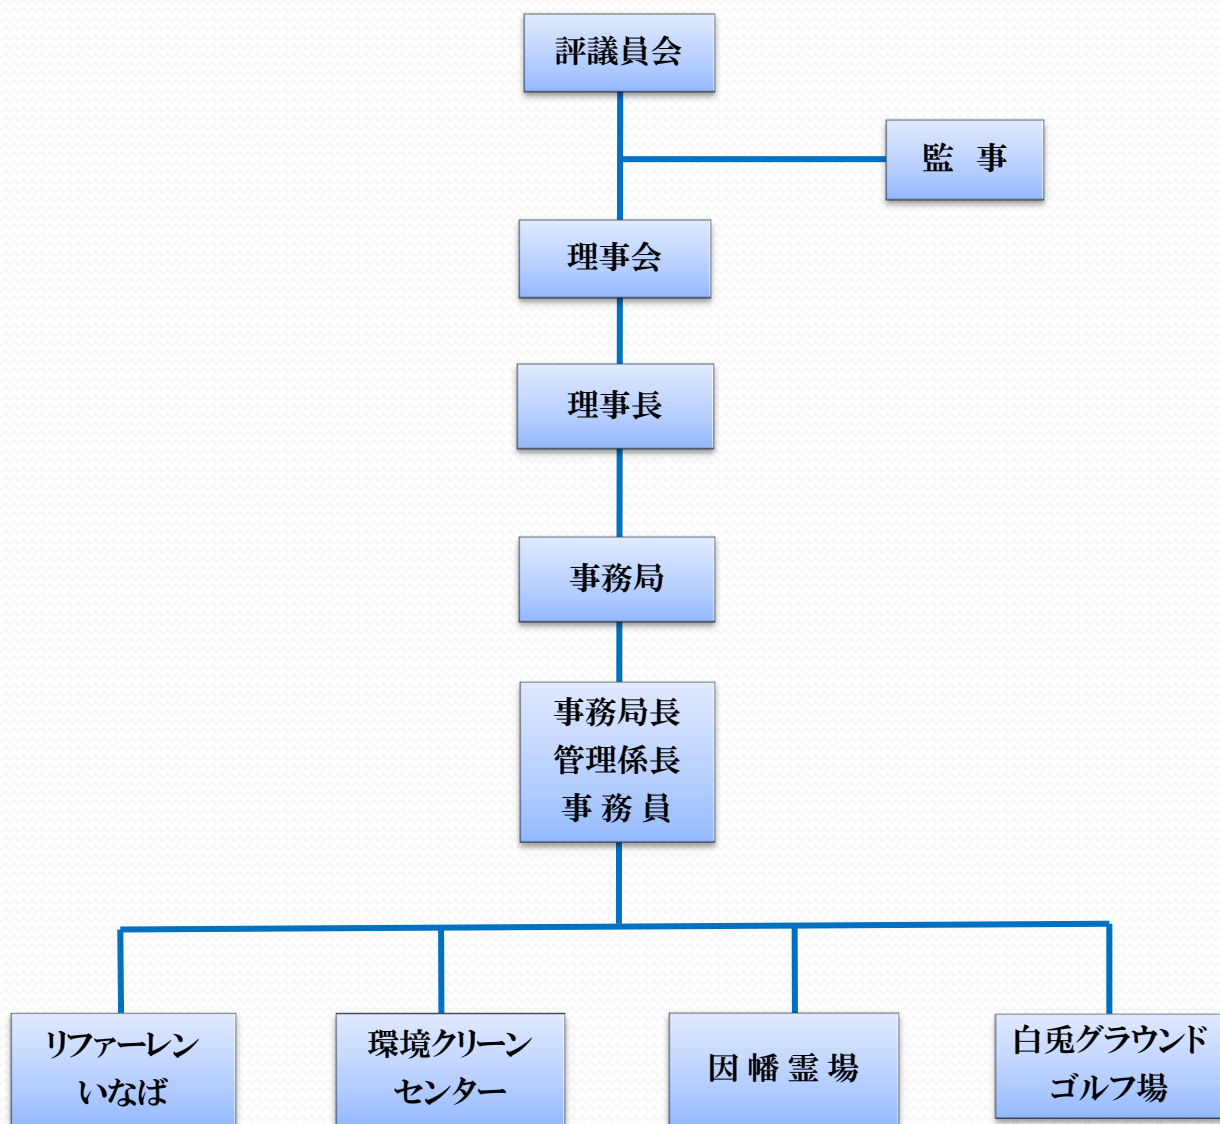 評議員会
監 事
理事会
理事長
事務局
事務局長
管理係長
事 務 員
リファーレン
いなば
環境クリーン
センター
因 幡 霊 場
白兎グラウンド
ゴルフ場